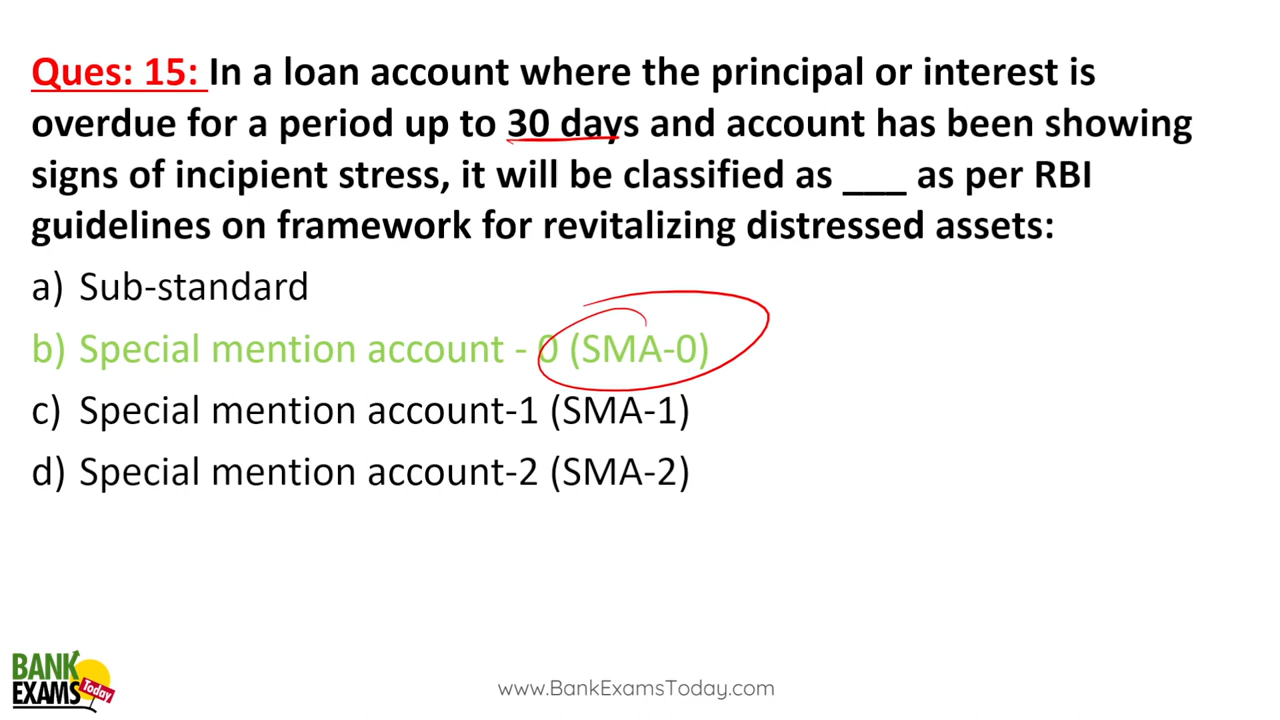 Ques: 15: In a loan account where the principal or interest is
overdue for a period up to 30 days and account has been showing
signs of incipient stress, it will be classified as ___ as per RBI
guidelines on framework for revitalizing distressed assets:
a) Sub-standard
b) Special mention account - 0 (SMA-0)
c) Special mention account-1 (SMA-1)
d) Special mention account-2 (SMA-2)
BANK
EXAMS Today
www.BankExamsToday.com